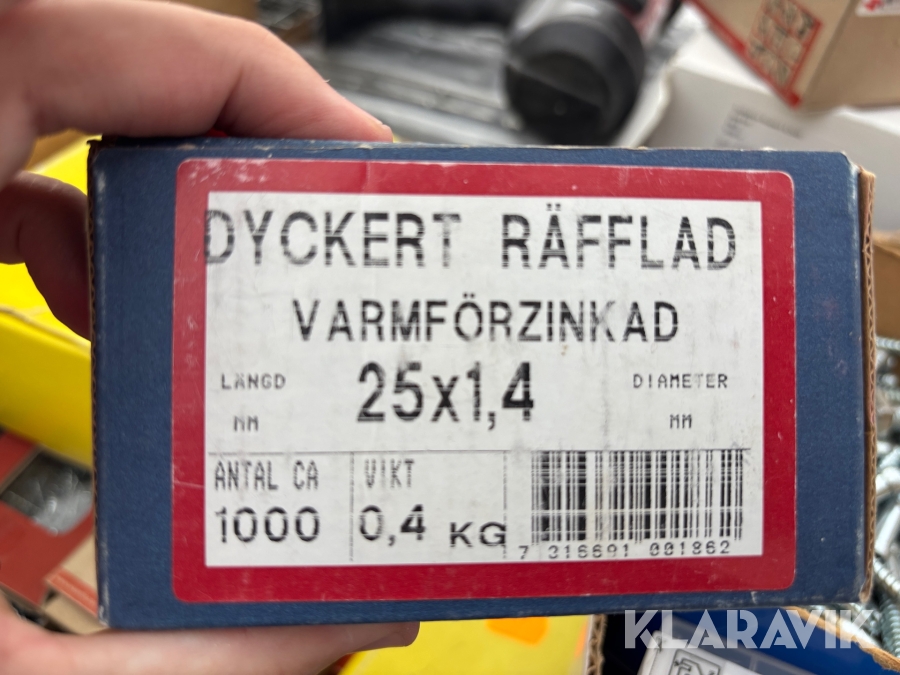 DYCKERT RÄFFLAD
VARMFÖRZINKAD
LÄNGD
MM
25x1,4
DIAMETER
MM
ANTAL CA
1000
VIKT
0,4 KG
7 316691 001862
KLARAVIK